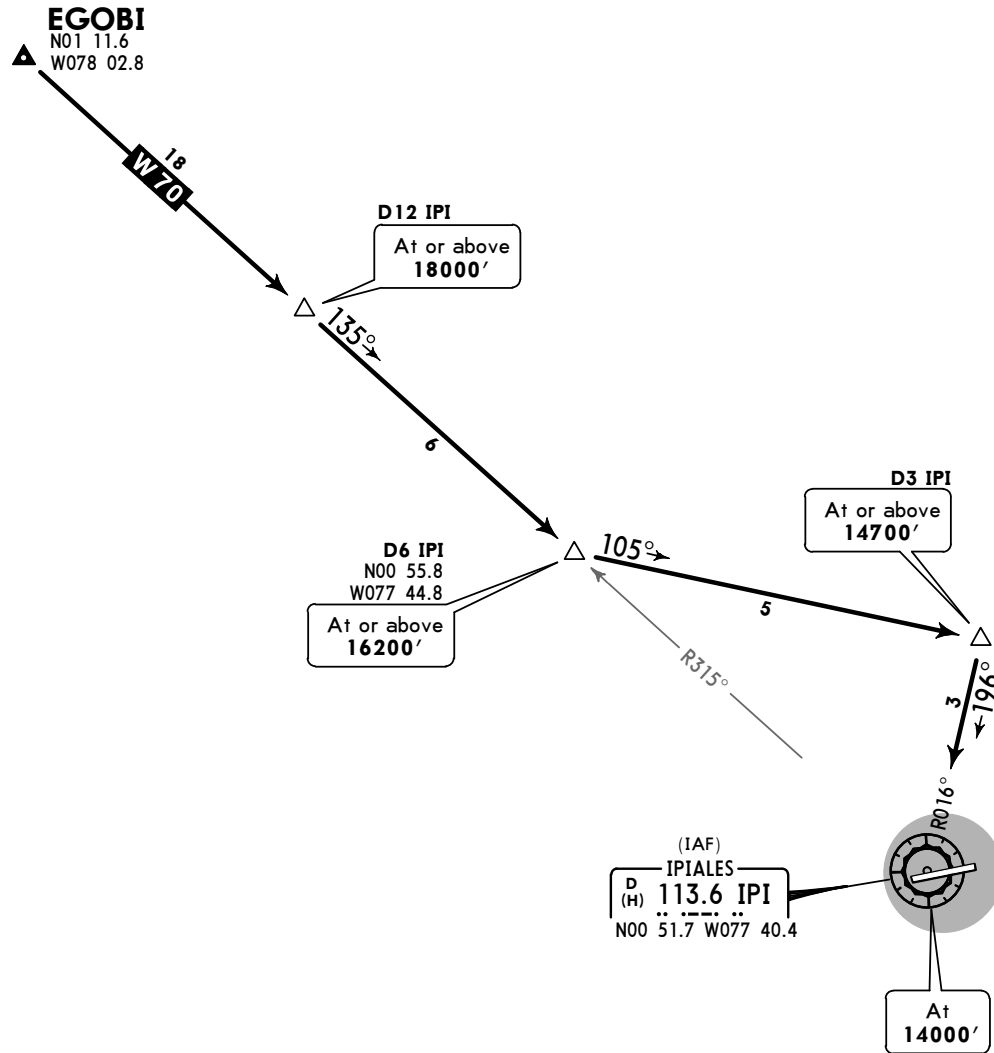 EGOBI
N01 11.6
W078 02.8
18
W 70
D12 IPI
At or above
18000′
135°
6
D3 IPI
At or above
14700′
D6 IPI
N00 55.8
W077 44.8
At or above
16200′
105°
5
R315°
3
196°
R016°
(IAF)
IPIALES
D
(H) 113.6 IPI
.. .--. ..
N00 51.7 W077 40.4
At
14000′